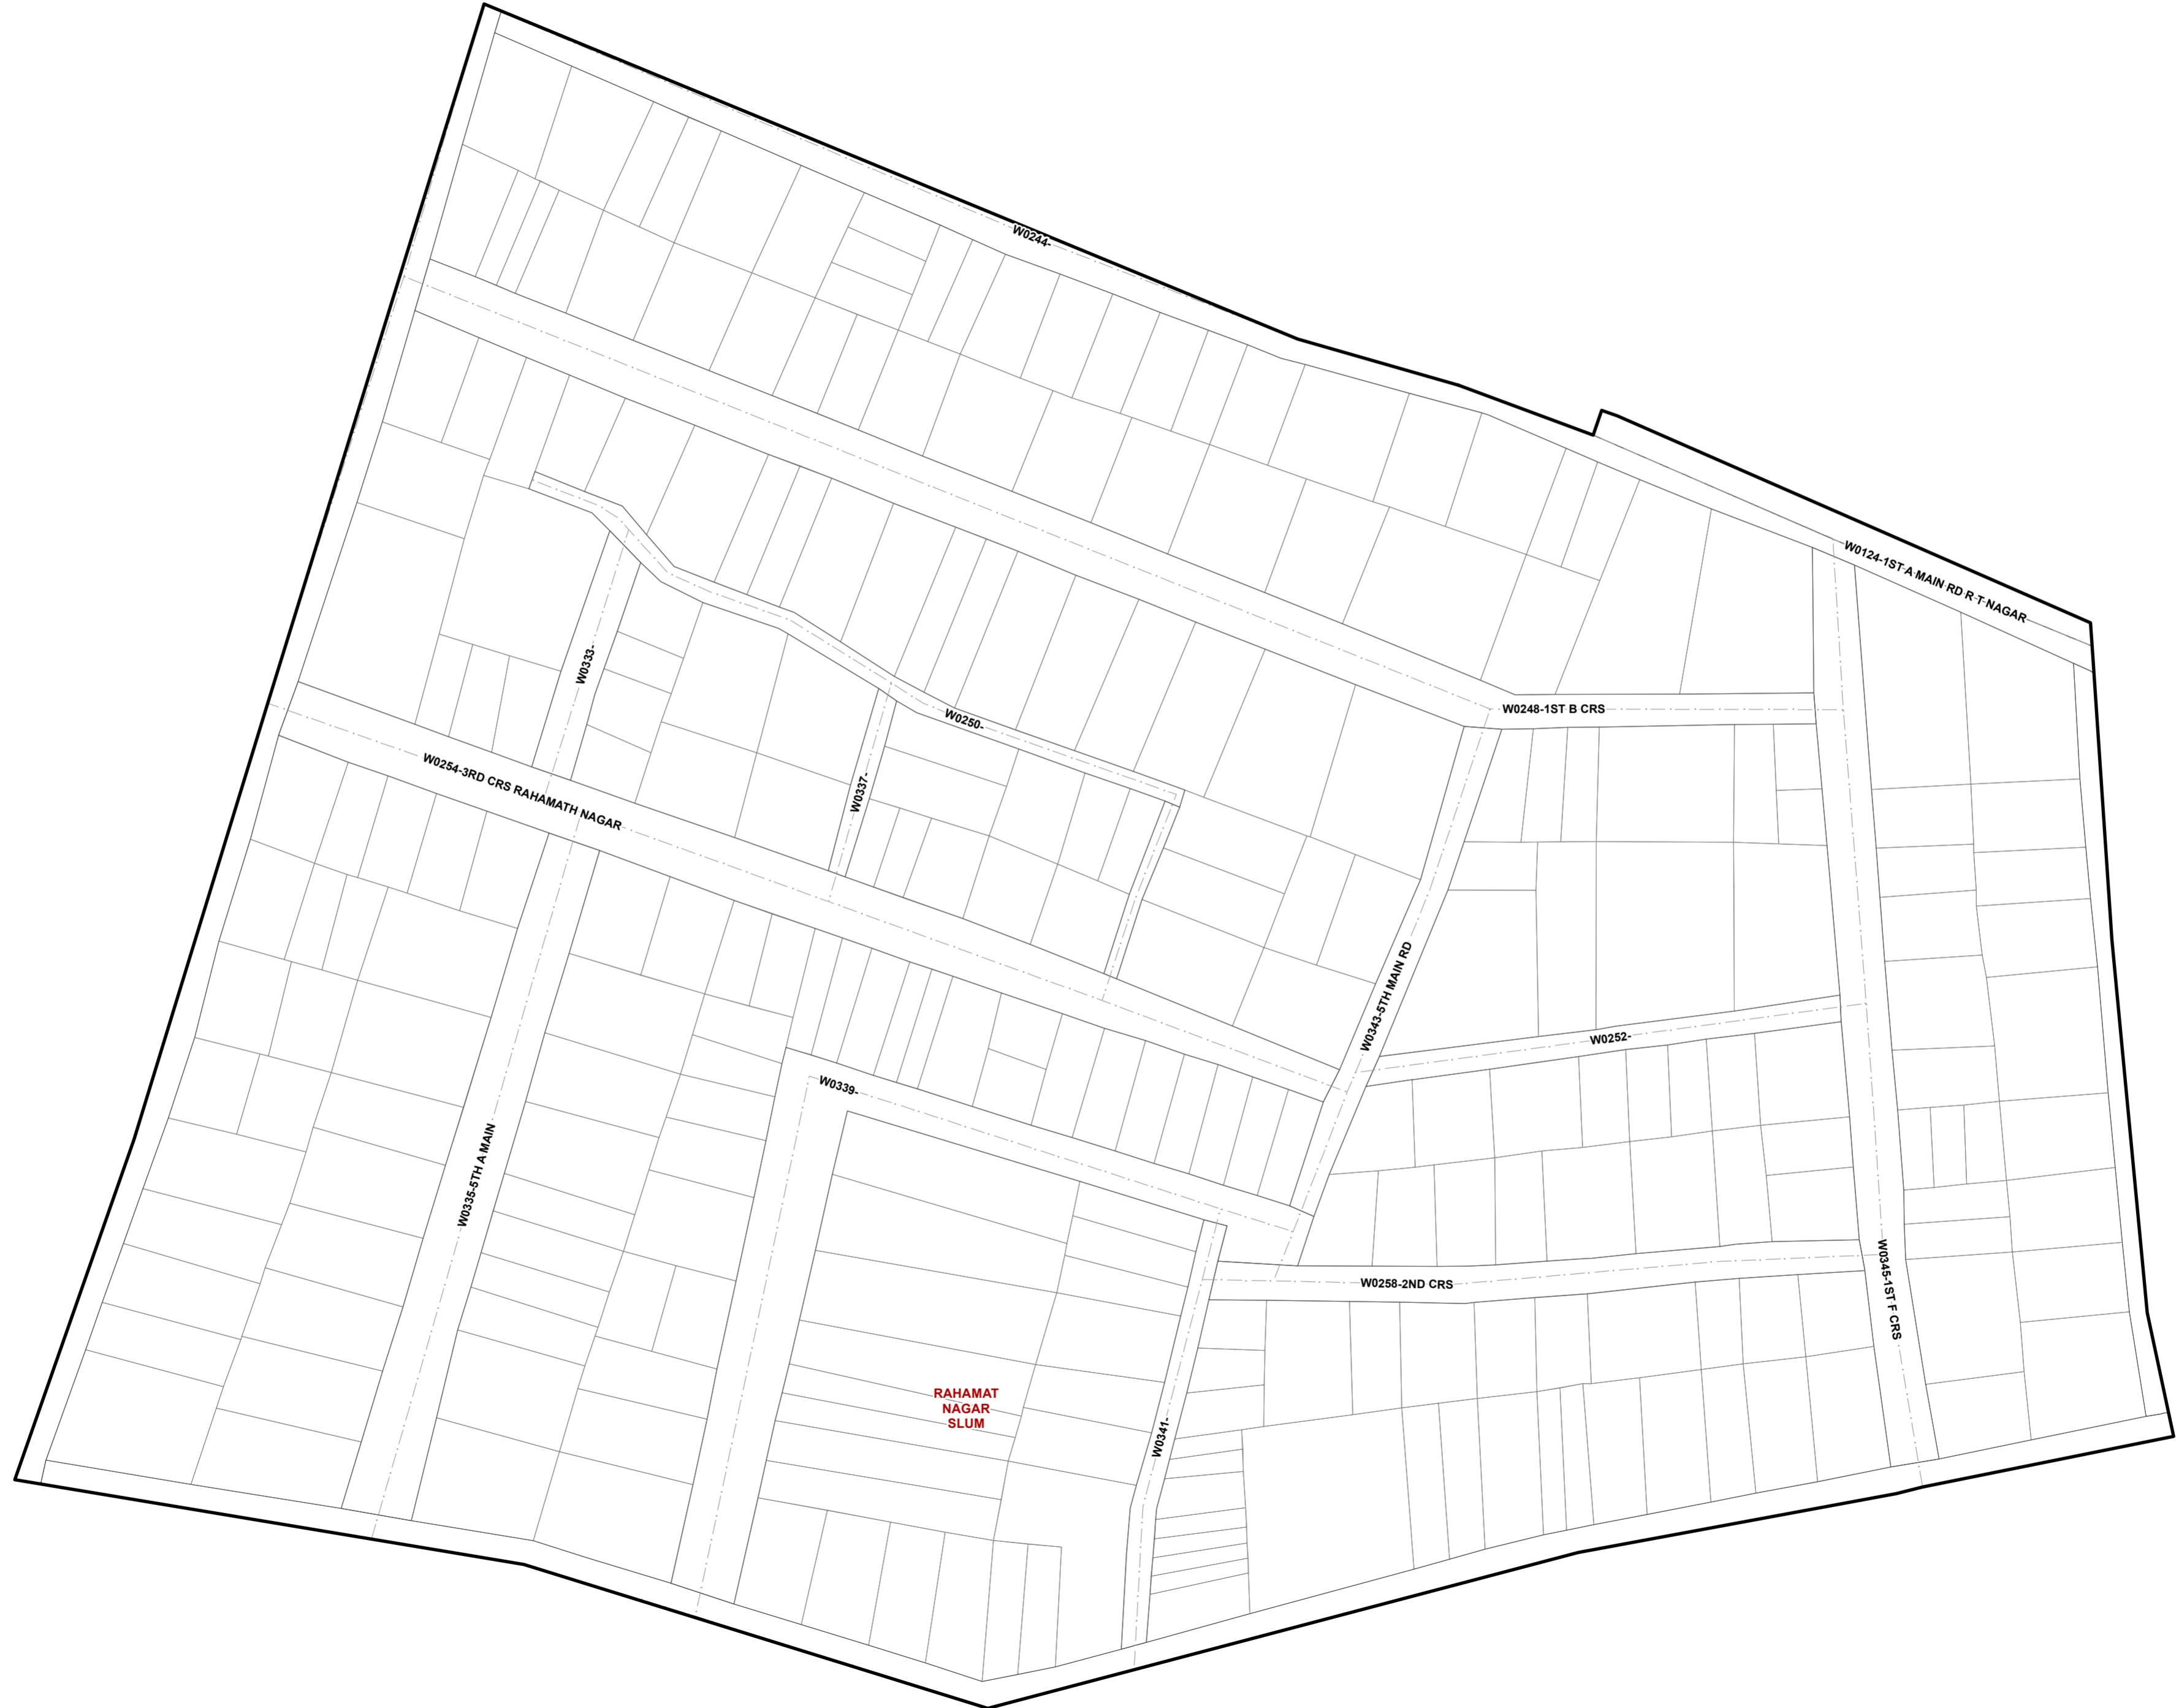 W0244-
W0124-1ST A MAIN RD R T NAGAR
W0333-
W0248-1ST B CRS
W0250-
W0254-3RD CRS RAHAMATH NAGAR
W0337-
W0343-5TH MAIN RD
W0252-
W0339-
W0335-5TH A MAIN
W0258-2ND CRS
W0345-1ST F CRS
RAHAMAT
NAGAR
SLUM
W0341-